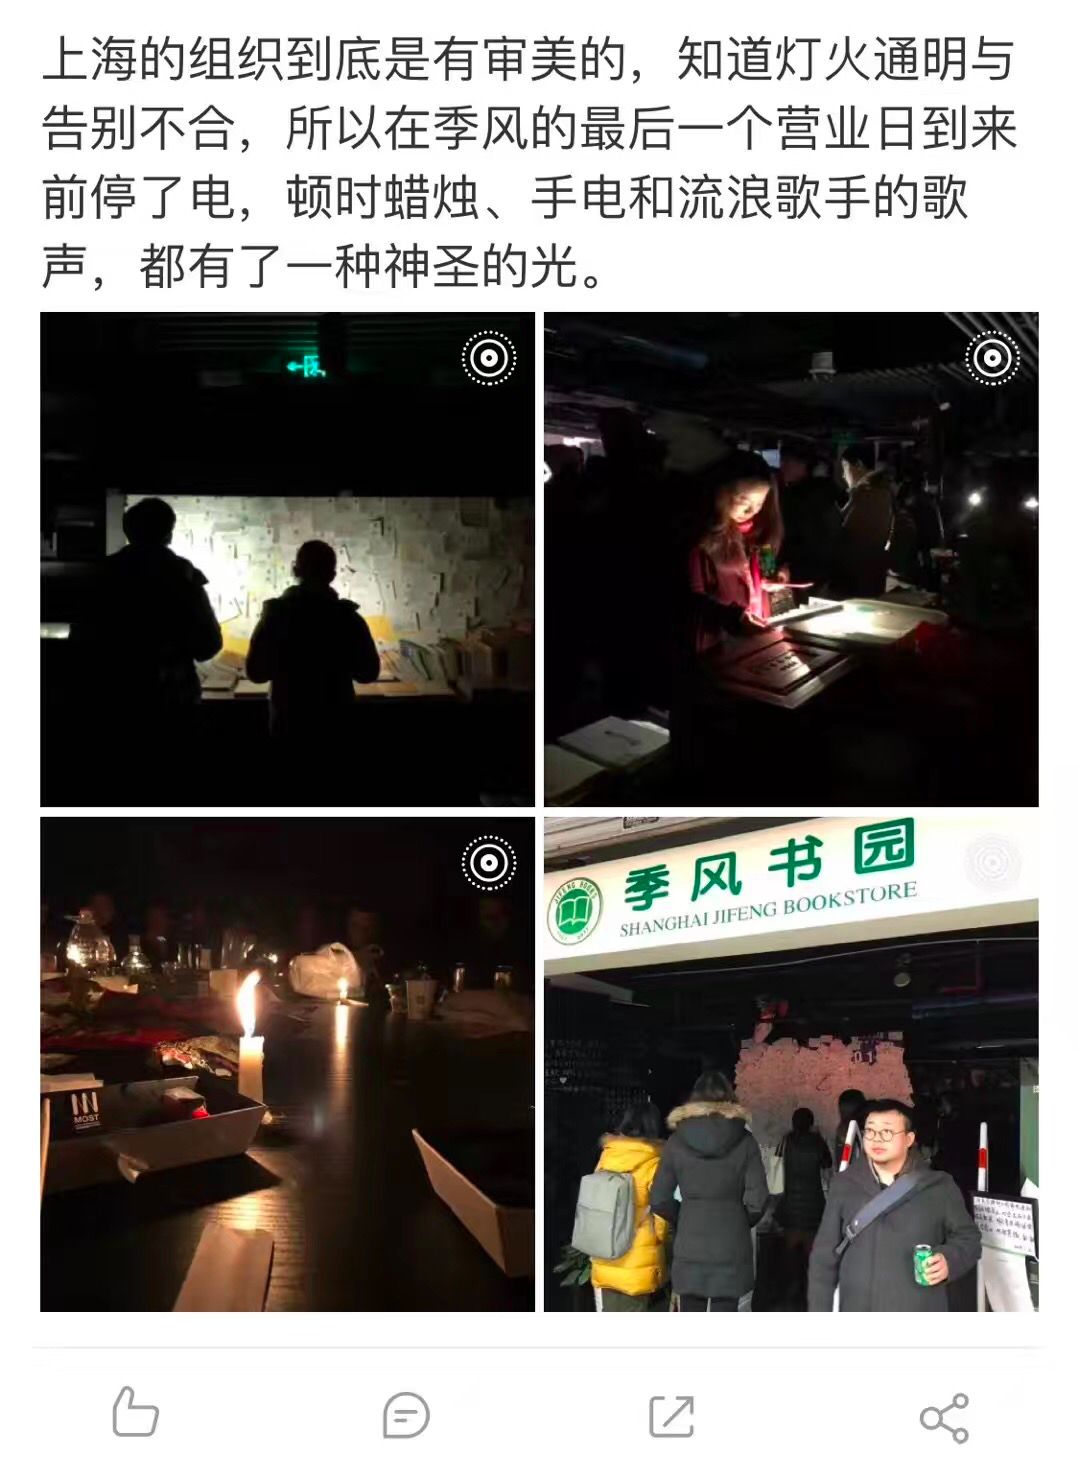 上海的组织到底是有审美的，知道灯火通明与
告别不合，所以在季风的最后一个营业日到来
前停了电，顿时蜡烛、手电和流浪歌手的歌
声，都有了一种神圣的光。
季风书园
JIFENG BOOKS
SHANGHAI JIFENG BOOKSTORE
MOST